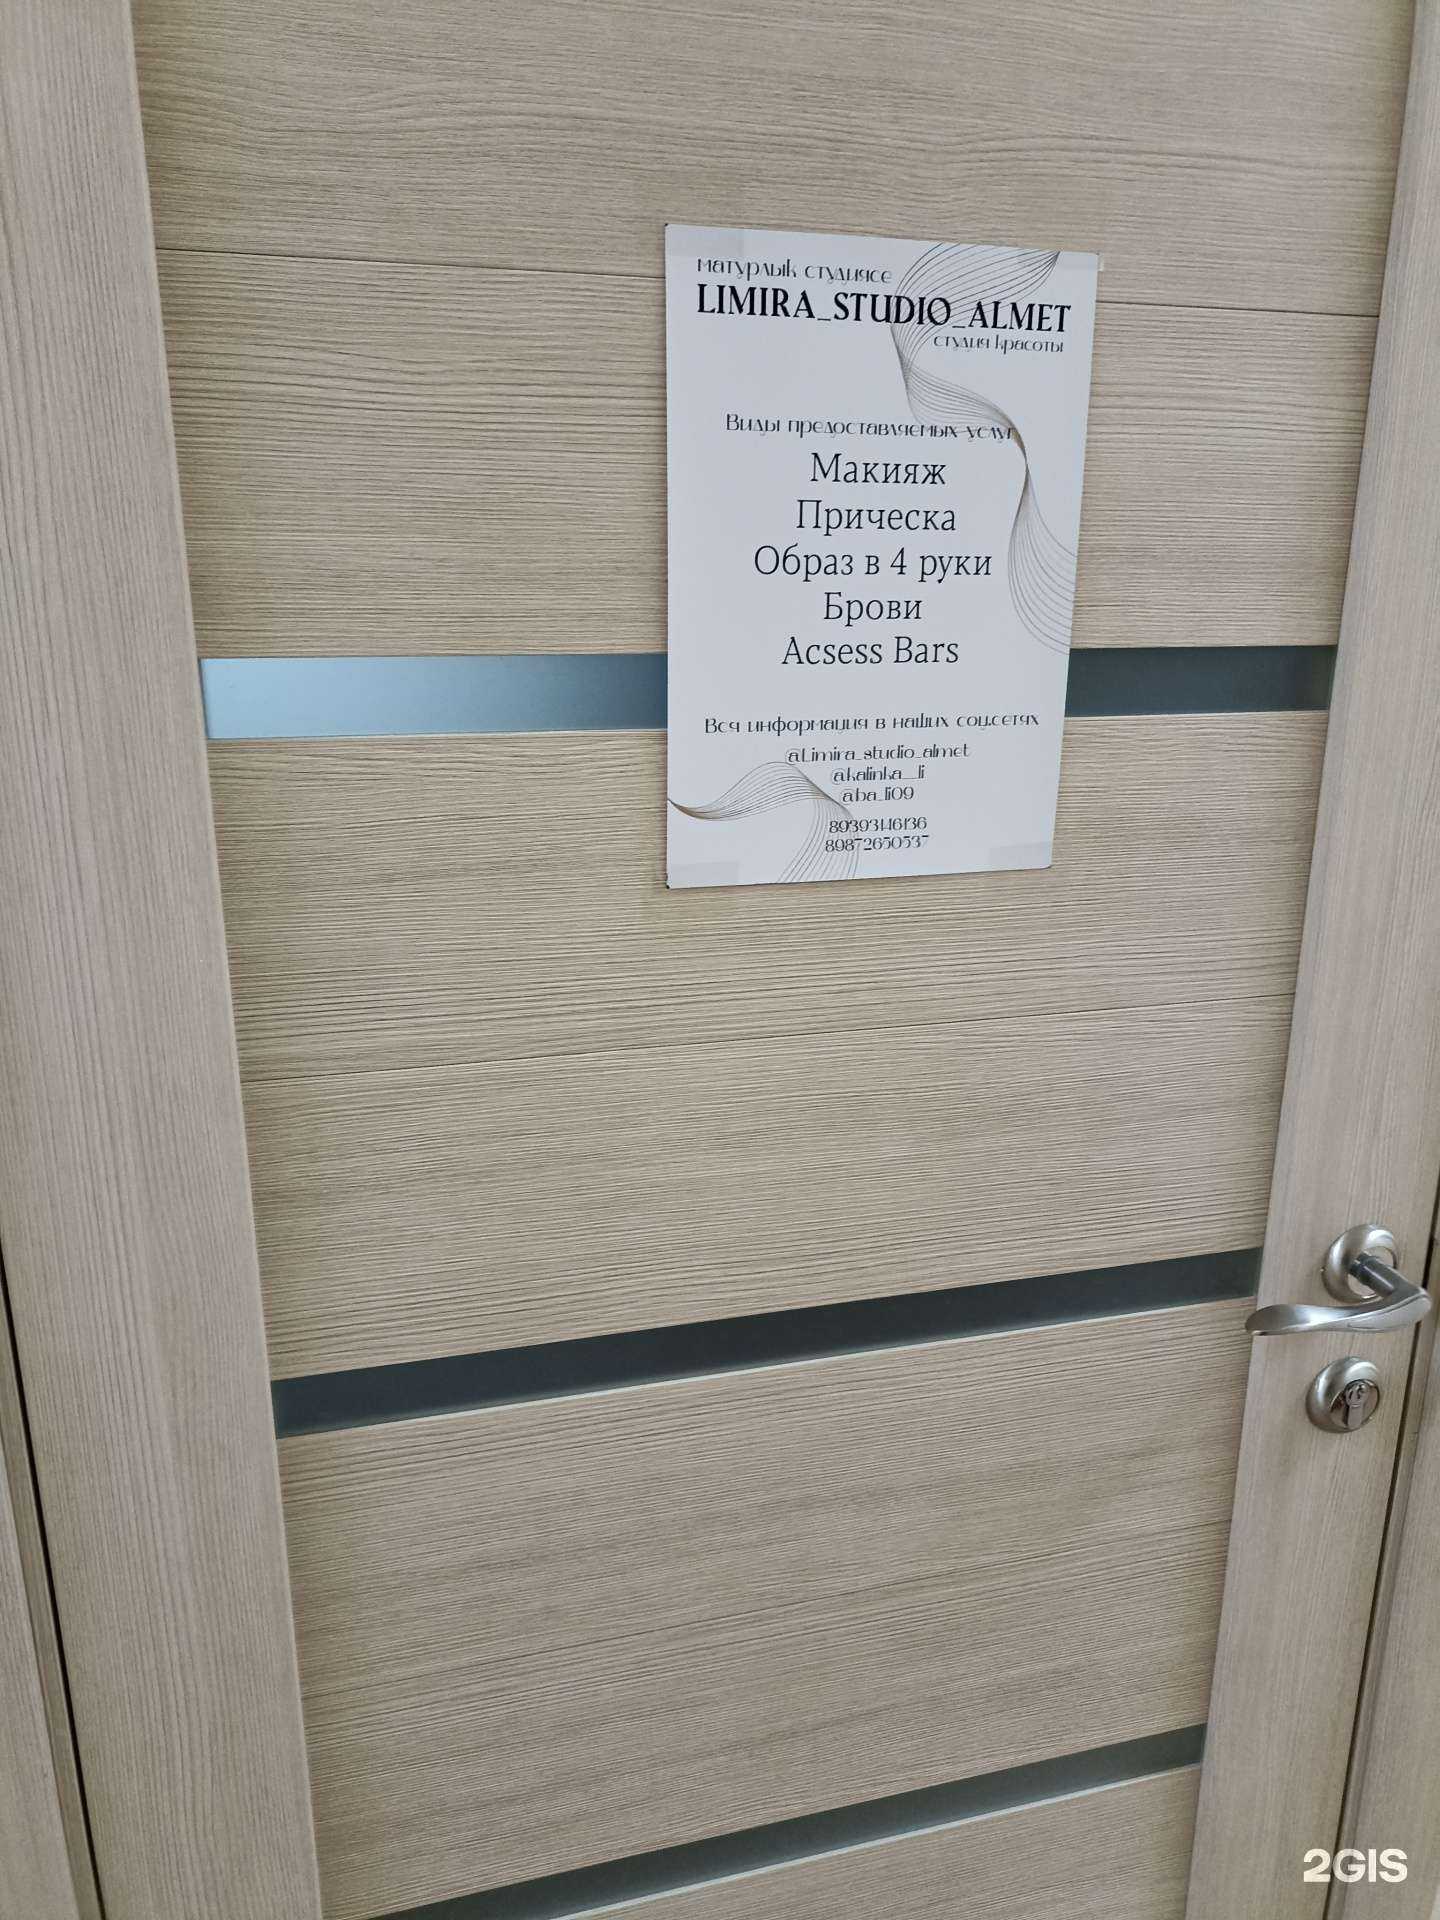 матурлык студиясе
LIMIRA_STUDIO_ALMET
студия красоты
Виды предоставляемых услуг
Макияж
Прическа
Образ в 4 руки
Брови
Acsess Bars
Вся информация в наших соц.сетях
@Limira_studio_almet
@kalinka__li
@ba_li09
89393146136
89872650537
2GIS